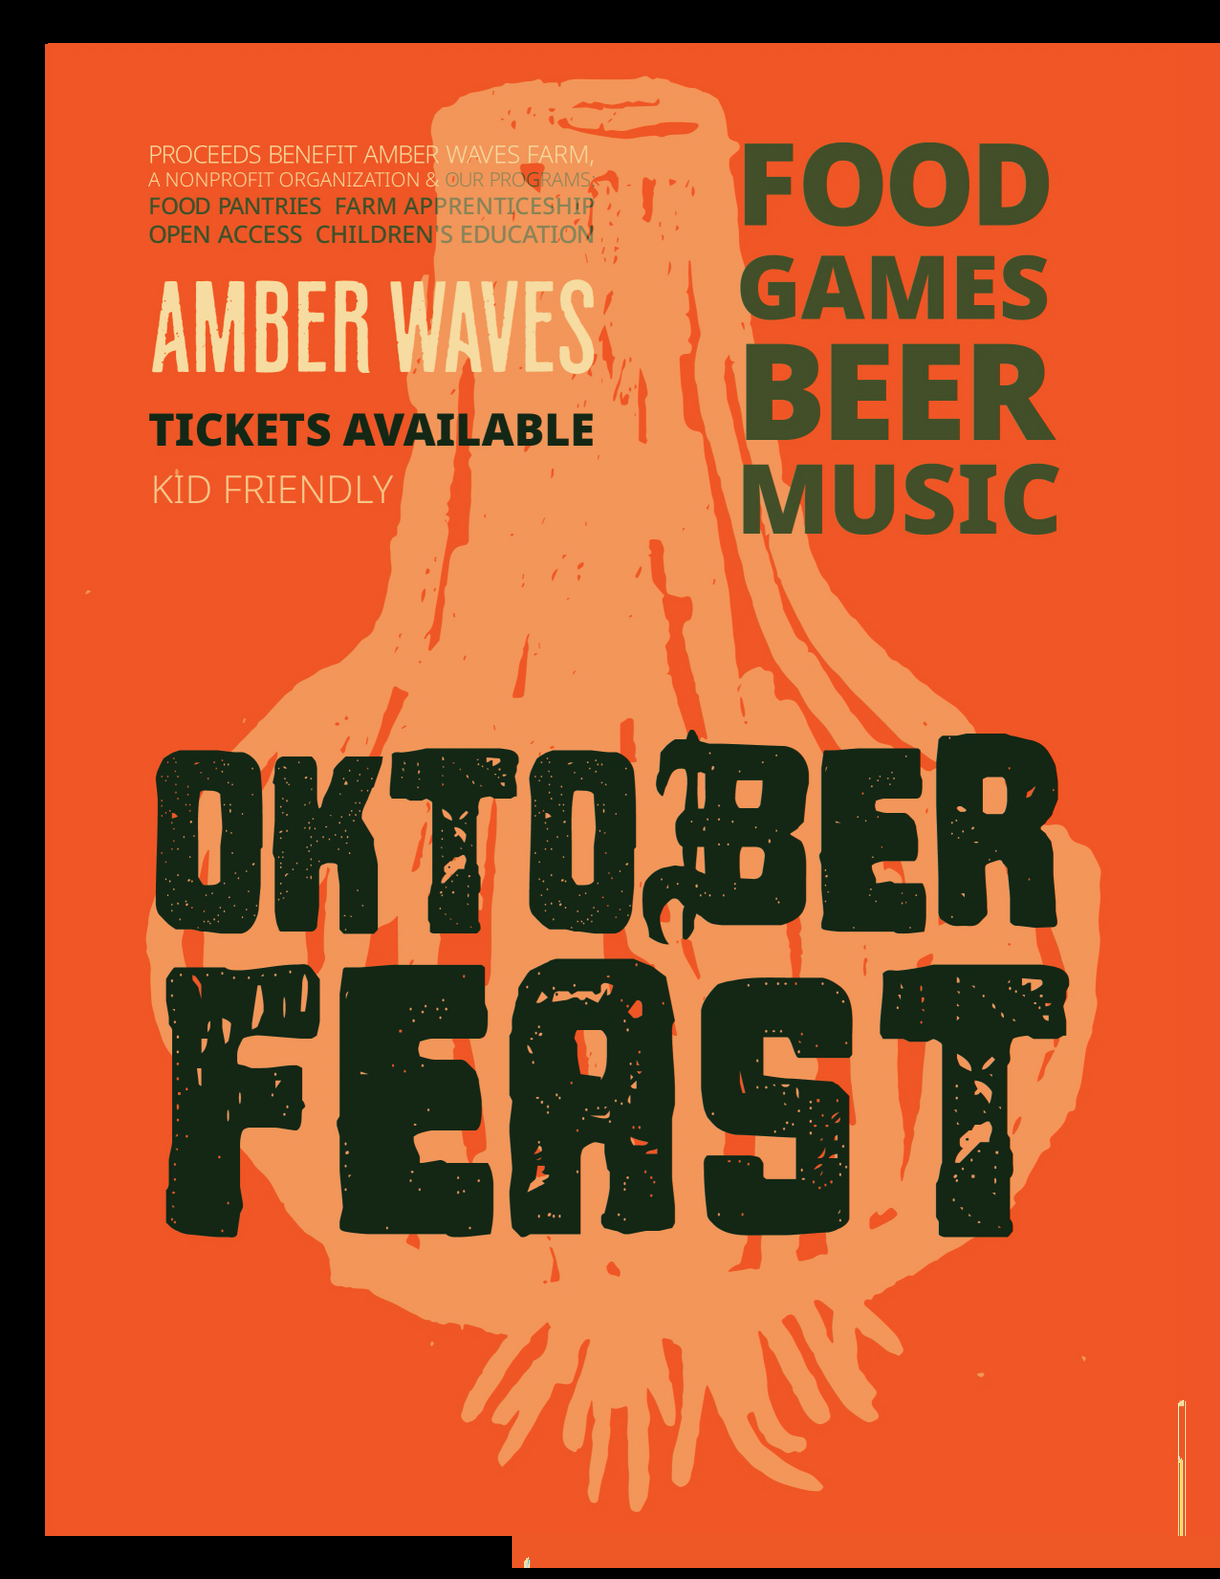 PROCEEDS BENEFIT AMBER WAVES FARM,
A NONPROFIT ORGANIZATION & OUR PROGRAMS:
FOOD PANTRIES FARM APPRENTICESHIP
OPEN ACCESS CHILDREN'S EDUCATION
AMBER WAVES
TICKETS AVAILABLE
KID FRIENDLY
FOOD
GAMES
BEER
MUSIC
OKTOBER
FEAST